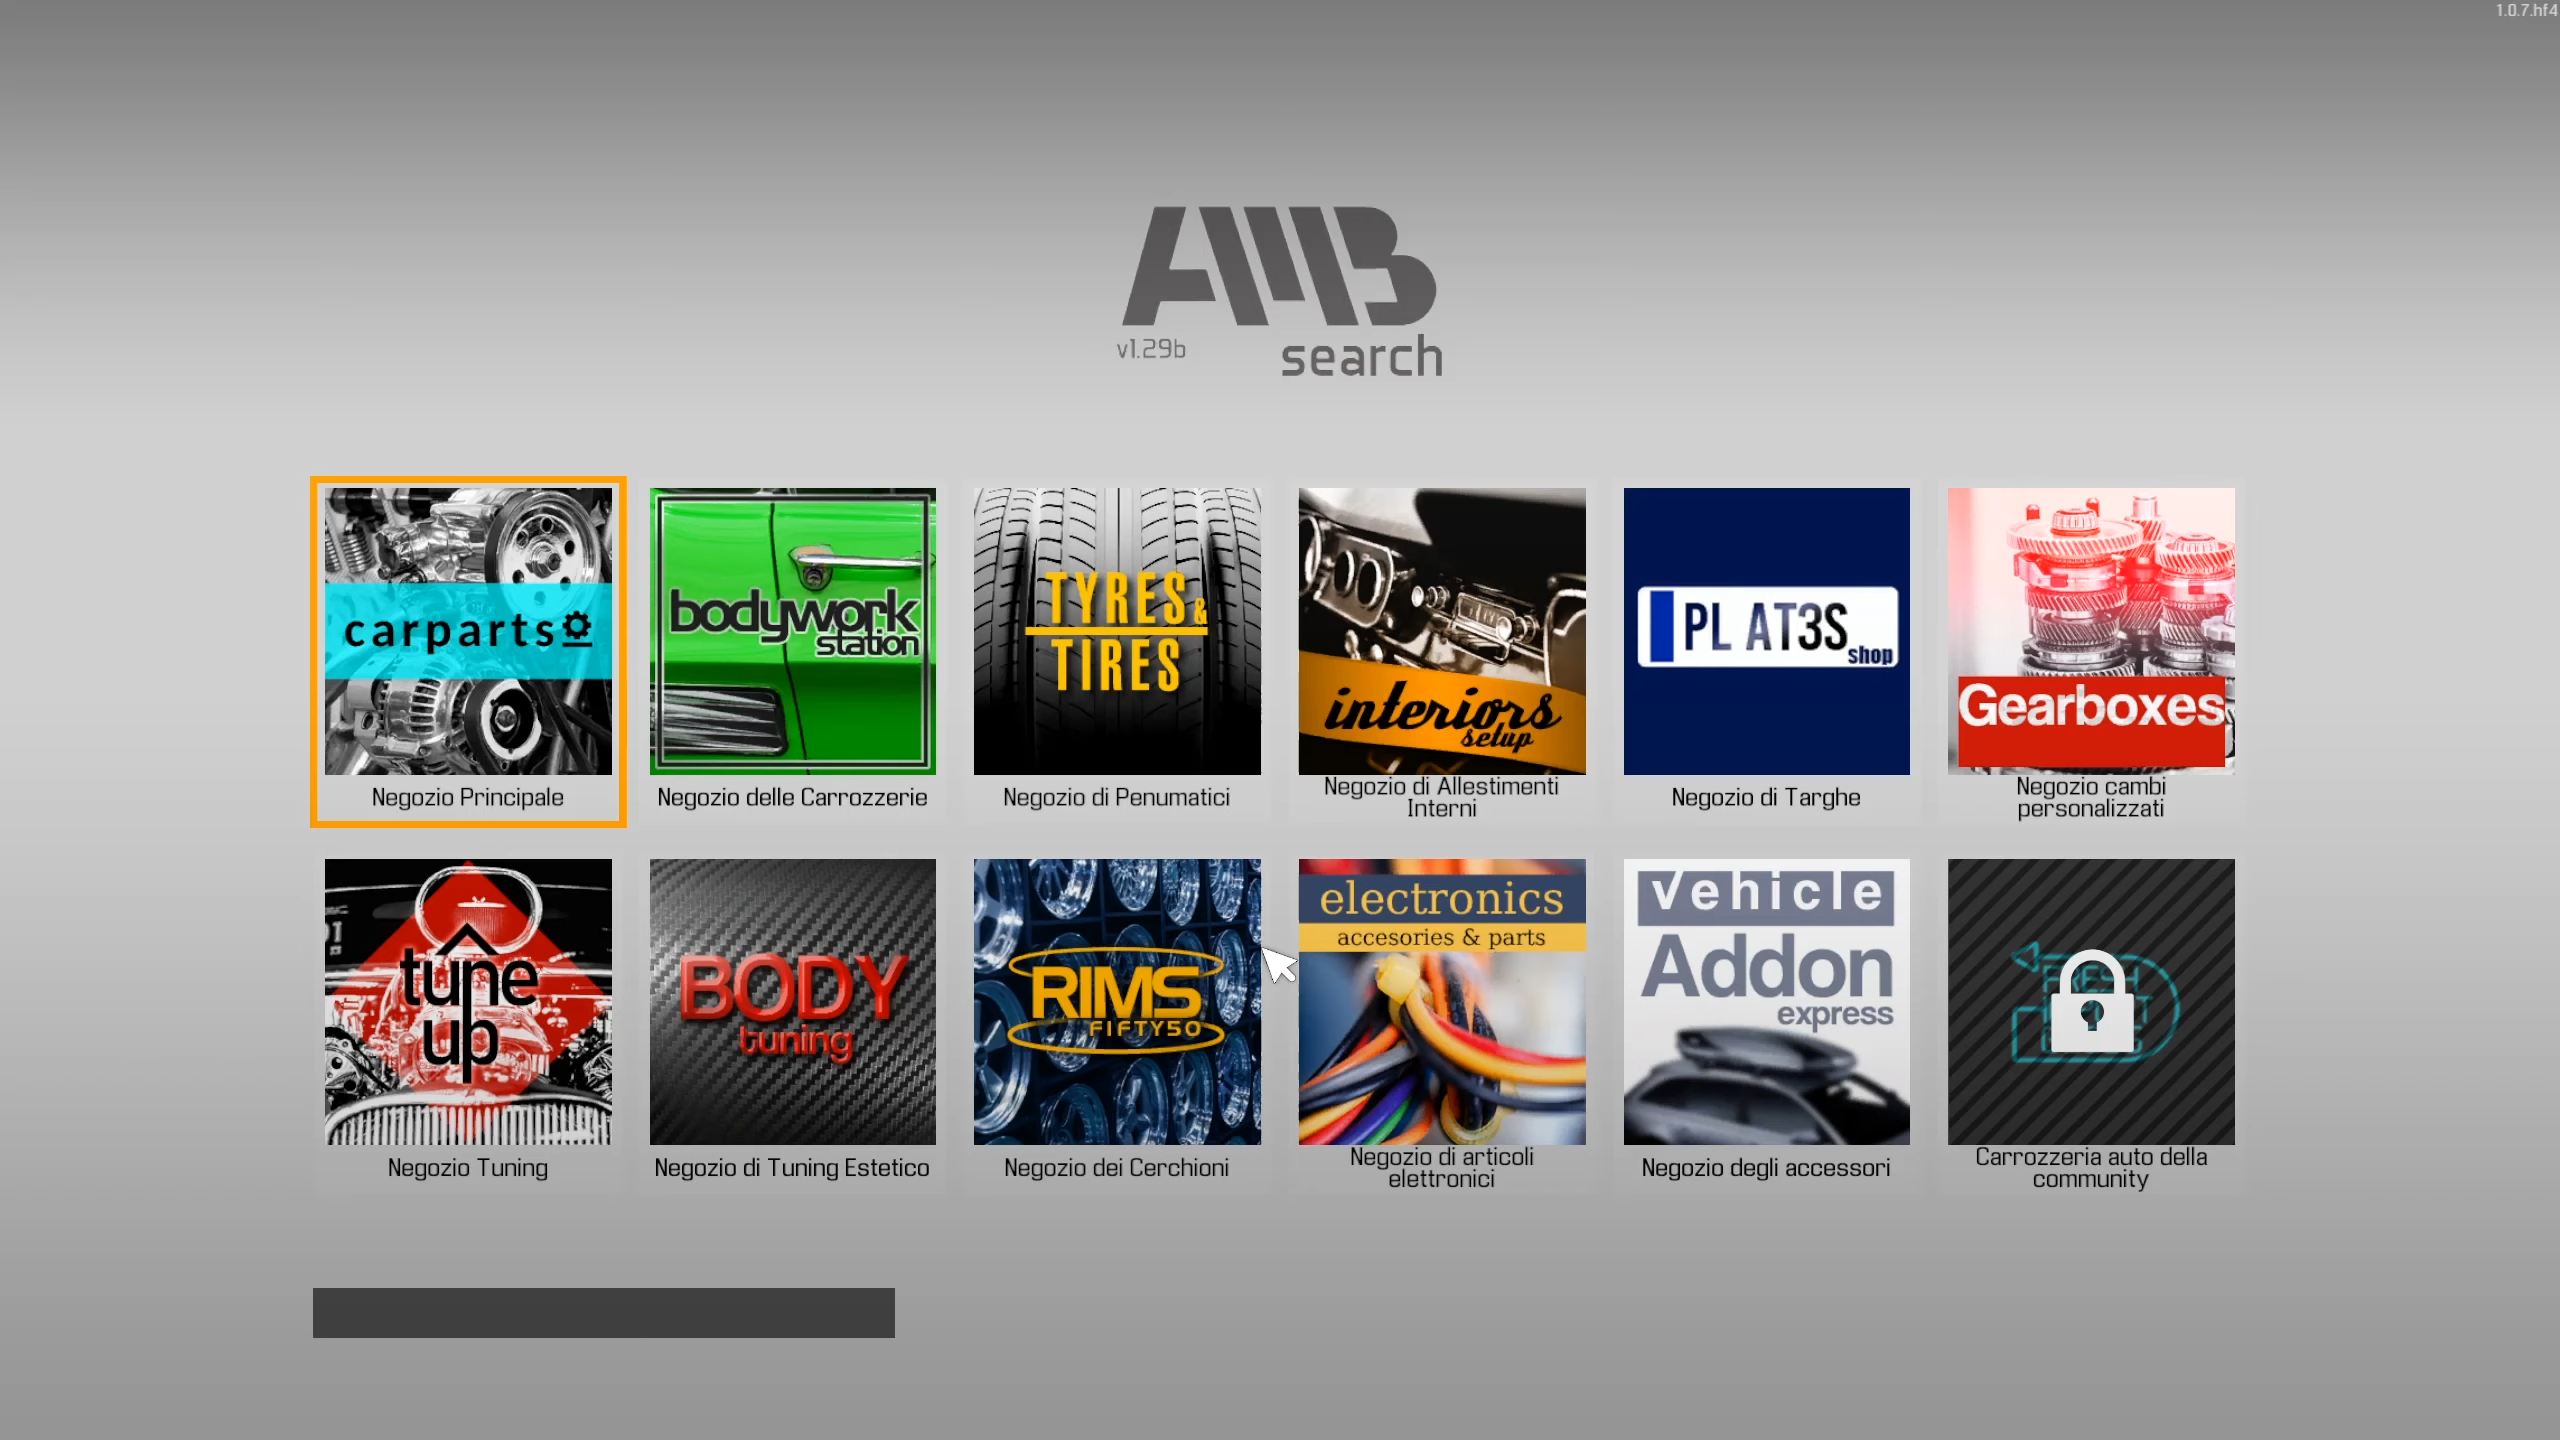 1.0.7.hf4
AMB
v1.29b
search
carparts
bodywork
station
TYRES &
TIRES
interiors
setup
PL AT3S
shop
Gearboxes
Negozio Principale
Negozio delle Carrozzerie
Negozio di Penumatici
Negozio di Allestimenti
Interni
Negozio di Targhe
Negozio cambi
personalizzati
tune
up
BODY
tuning
RIMS
FIFTY50
electronics
accesories & parts
vehicle
Addon
express
Negozio Tuning
Negozio di Tuning Estetico
Negozio dei Cerchioni
Negozio di articoli
elettronici
Negozio degli accessori
Carrozzeria auto della
community